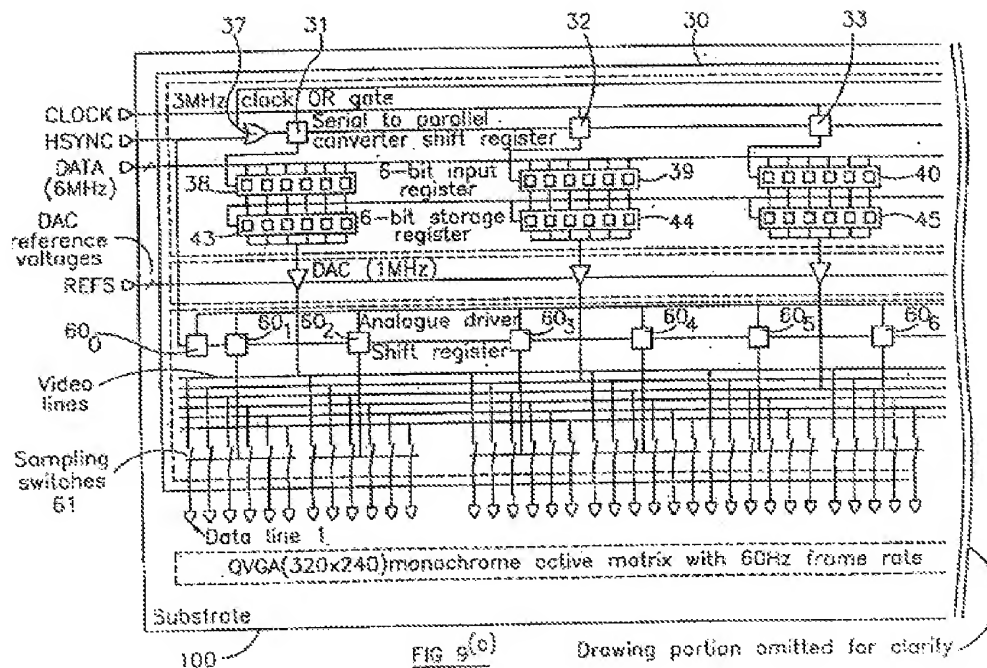 37 31 30 32 33
CLOCK
3MHz clock OR gate
HSYNC
Serial to parallel
converter shift register
DATA
(6MHz)
38
6-bit input
register
39
40
43
6-bit storage
register
44
45
DAC
reference
voltages
DAC (1MHz)
REFS
60₀ 60₁ 60₂ Analogue driver 60₃ 60₄ 60₅ 60₆
Shift register
Video
lines
Sampling
switches
61
Data line 1
QVGA(320x240)monochrome active matrix with 60Hz frame rate
Substrate
100
FIG 9(c)
Drawing portion omitted for clarify